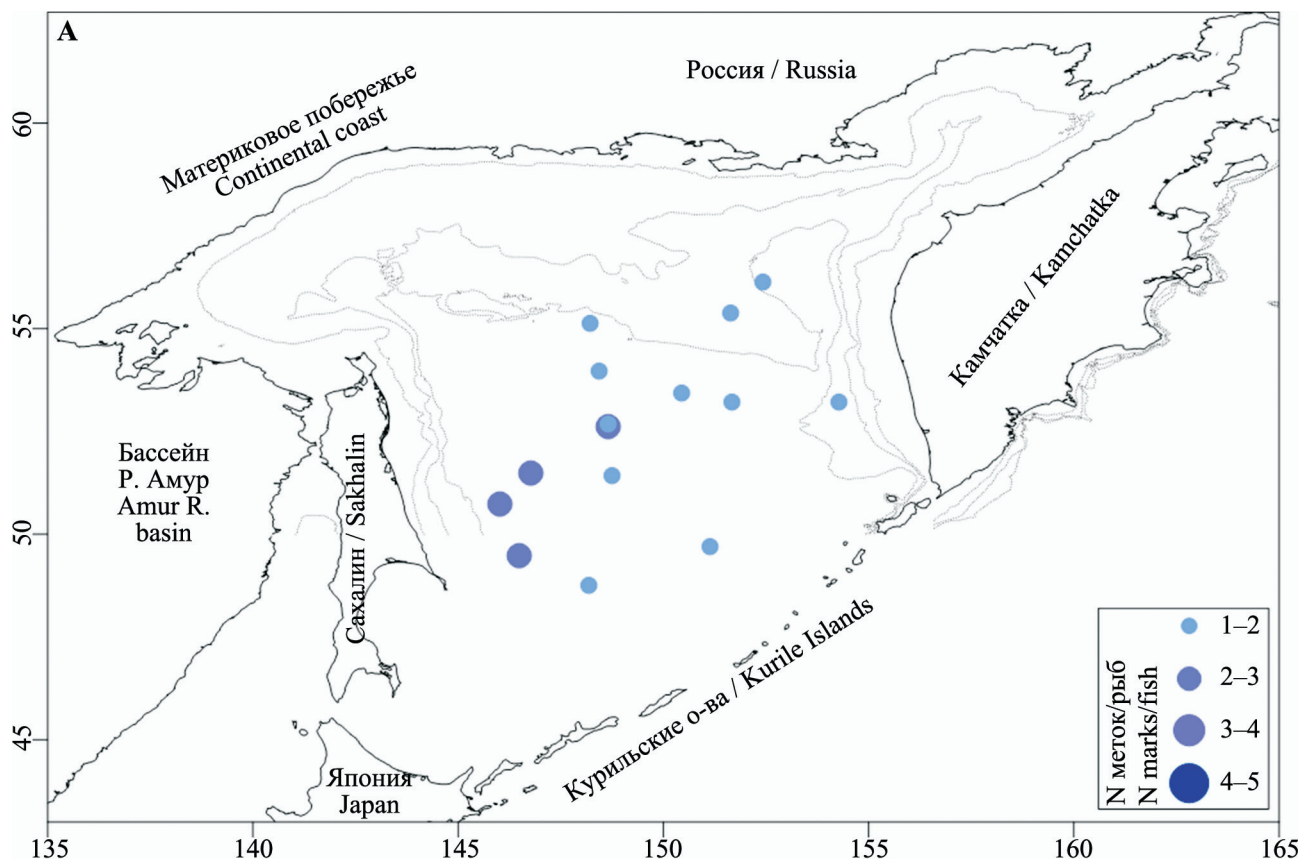 A
Россия / Russia
Материковое побережье
Continental coast
60
55
50
45
Камчатка / Kamchatka
Бассейн
Р. Амур
Amur R.
basin
Сахалин / Sakhalin
Курильские о-ва / Kurile Islands
Япония
Japan
N меток/рыб
N marks/fish
1–2
2–3
3–4
4–5
135
140
145
150
155
160
165